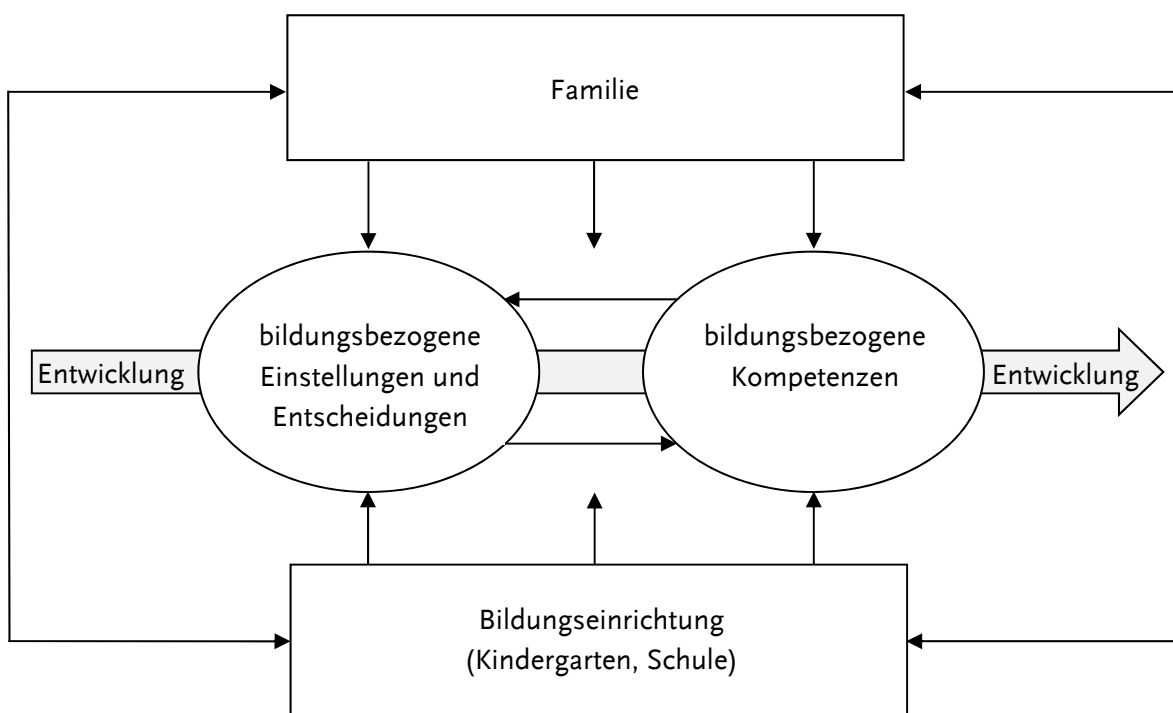 Familie
bildungsbezogene
Einstellungen und
Entscheidungen
bildungsbezogene
Kompetenzen
Entwicklung
Entwicklung
Bildungseinrichtung
(Kindergarten, Schule)